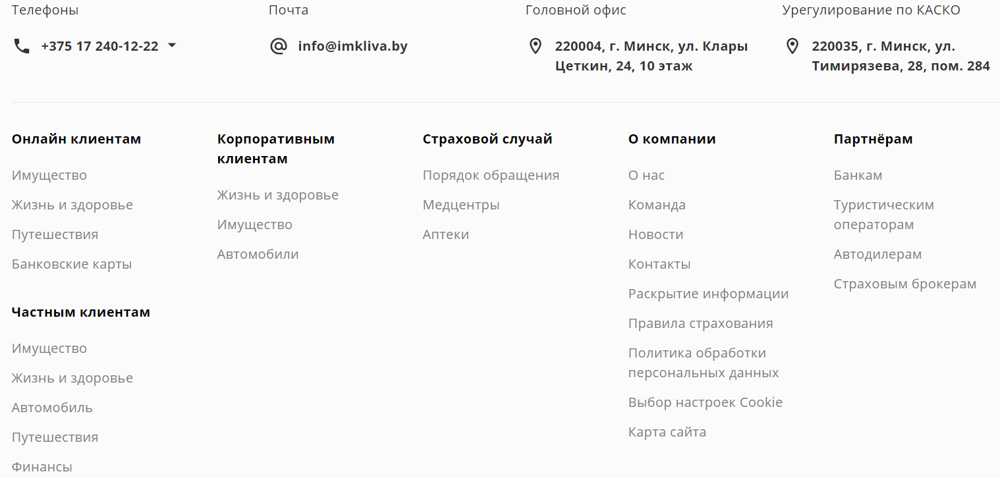 Телефоны
+375 17 240-12-22
Почта
info@imkliva.by
Головной офис
220004, г. Минск, ул. Клары
Цеткин, 24, 10 этаж
Урегулирование по КАСКО
220035, г. Минск, ул.
Тимирязева, 28, пом. 284
Онлайн клиентам
Имущество
Жизнь и здоровье
Путешествия
Банковские карты
Частным клиентам
Имущество
Жизнь и здоровье
Автомобиль
Путешествия
Финансы
Корпоративным
клиентам
Жизнь и здоровье
Имущество
Автомобили
Страховой случай
Порядок обращения
Медцентры
Аптеки
О компании
О нас
Команда
Новости
Контакты
Раскрытие информации
Правила страхования
Политика обработки
персональных данных
Выбор настроек Cookie
Карта сайта
Партнёрам
Банкам
Туристическим
операторам
Автодилерам
Страховым брокерам